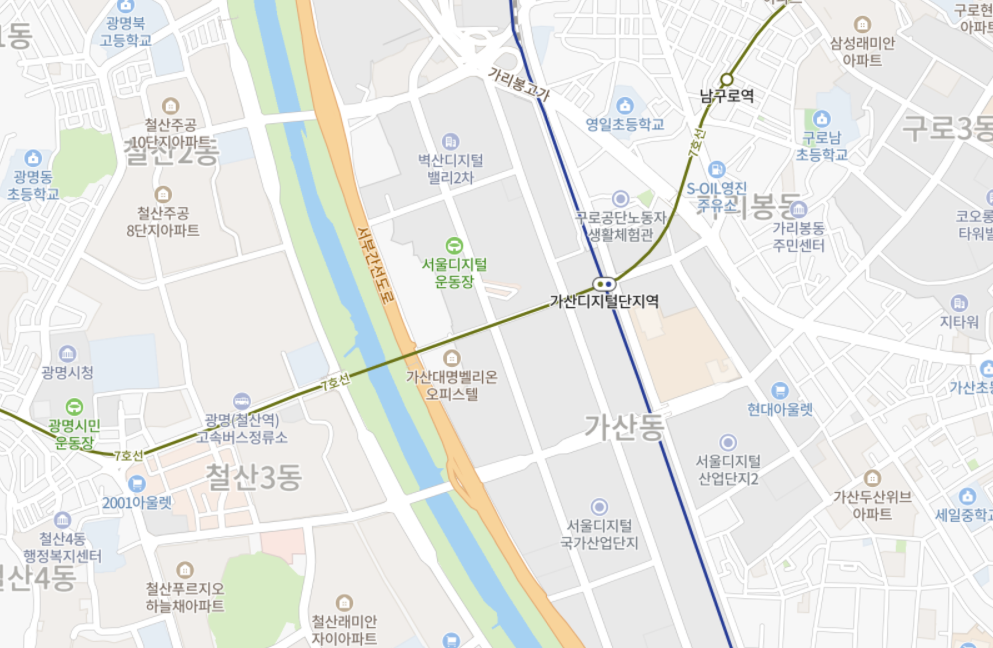 광명북
고등학교
가리봉고가
삼성래미안
아파트
구로현
아파트
남구로역
철산주공
10단지아파트
철산2동
영일초등학교
구로남
초등학교
구로3동
7호선
벽산디지털
밸리2차
광명동
초등학교
S-OIL영진
주유소
가리봉동
철산주공
8단지아파트
구로공단노동자
생활체험관
가리봉동
주민센터
코오롱
타워빌
서부간선도로
서울디지털
운동장
가산디지털단지역
지타워
광명시청
가산대명벨리온
오피스텔
7호선
가산초등
현대아울렛
광명시민
운동장
광명(철산역)
고속버스정류소
가산동
7호선
철산3동
서울디지털
산업단지2
2001아울렛
가산두산위브
아파트
세일중학교
서울디지털
국가산업단지
철산4동
행정복지센터
철산4동
철산푸르지오
하늘채아파트
철산래미안
자이아파트